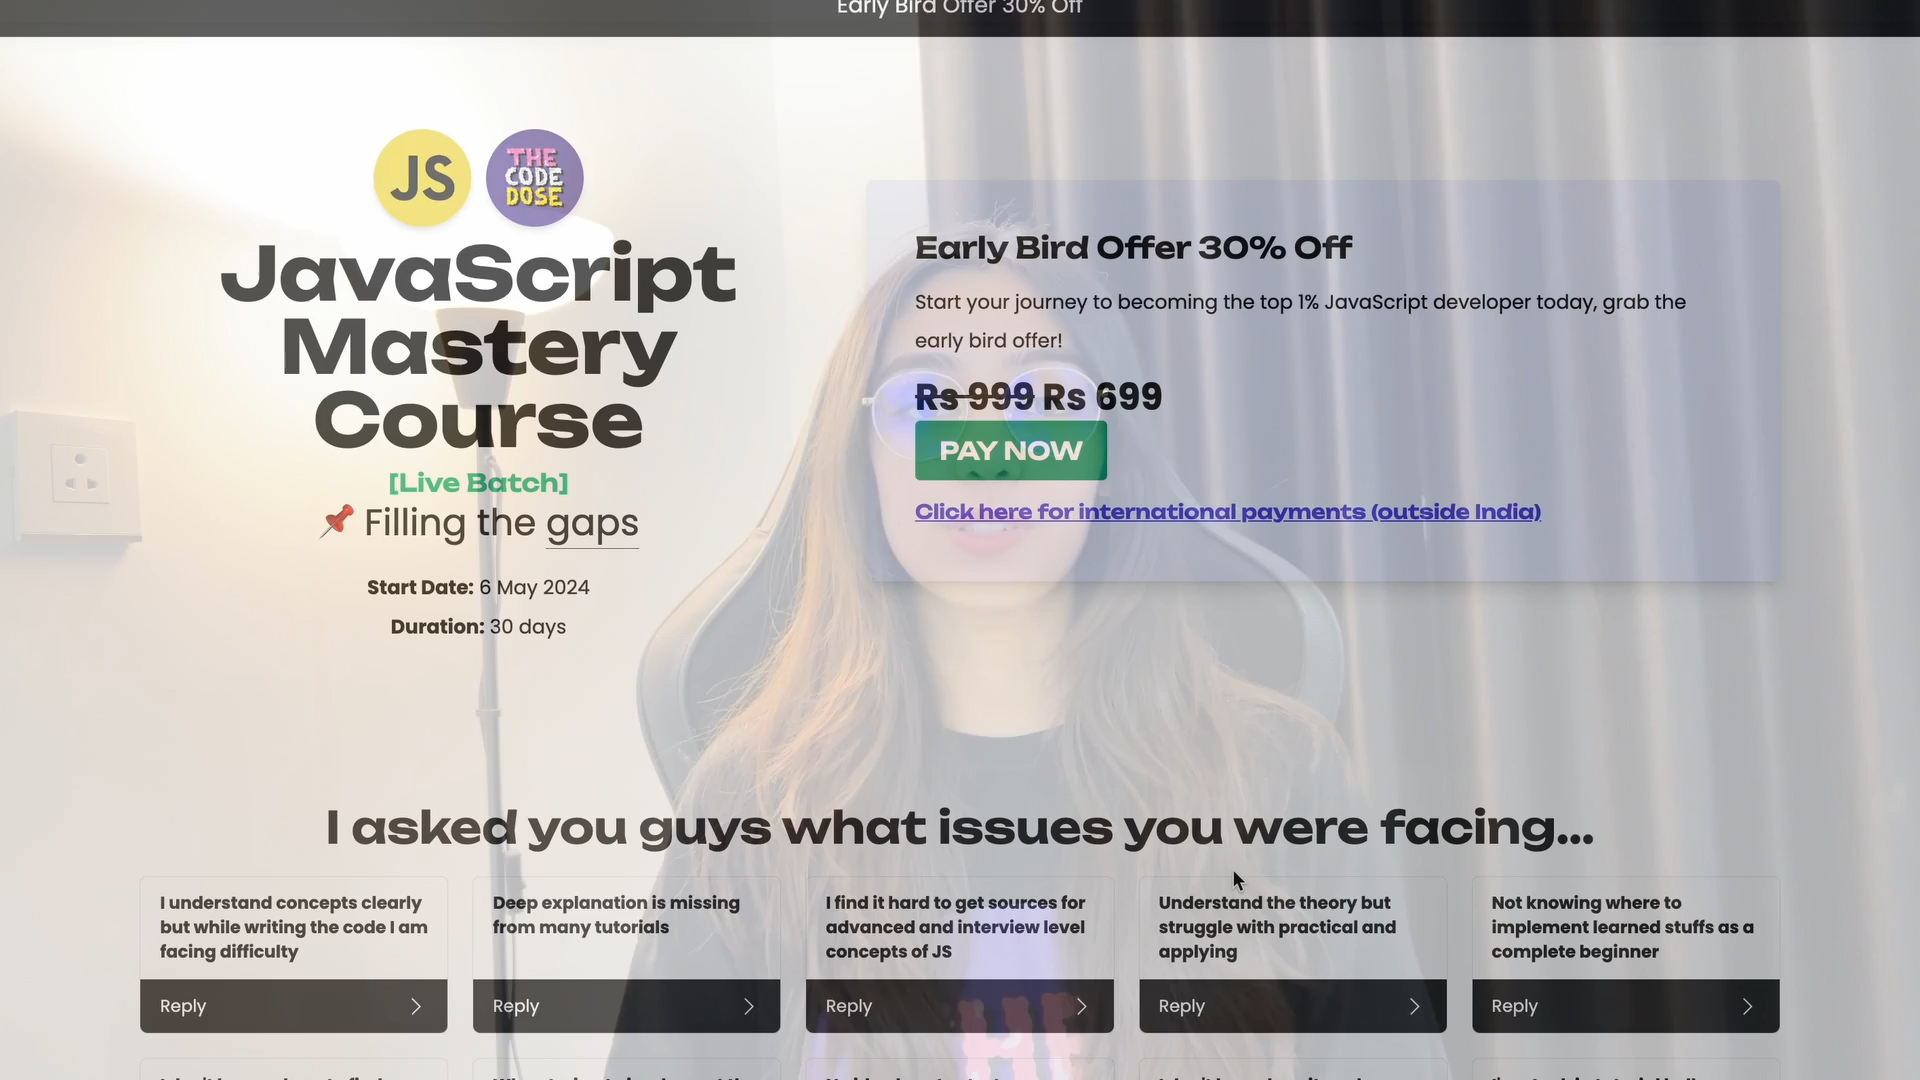 Early Bird Offer 30% Off
JS
THE
CODE
DOSE
JavaScript
Mastery
Course
[Live Batch]
📌 Filling the gaps
Start Date: 6 May 2024
Duration: 30 days
Early Bird Offer 30% Off
Start your journey to becoming the top 1% JavaScript developer today, grab the
early bird offer!
Rs 999 Rs 699
PAY NOW
Click here for international payments (outside India)
I asked you guys what issues you were facing...
I understand concepts clearly
but while writing the code I am
facing difficulty
Reply
Deep explanation is missing
from many tutorials
Reply
I find it hard to get sources for
advanced and interview level
concepts of JS
Reply
Understand the theory but
struggle with practical and
applying
Reply
Not knowing where to
implement learned stuffs as a
complete beginner
Reply